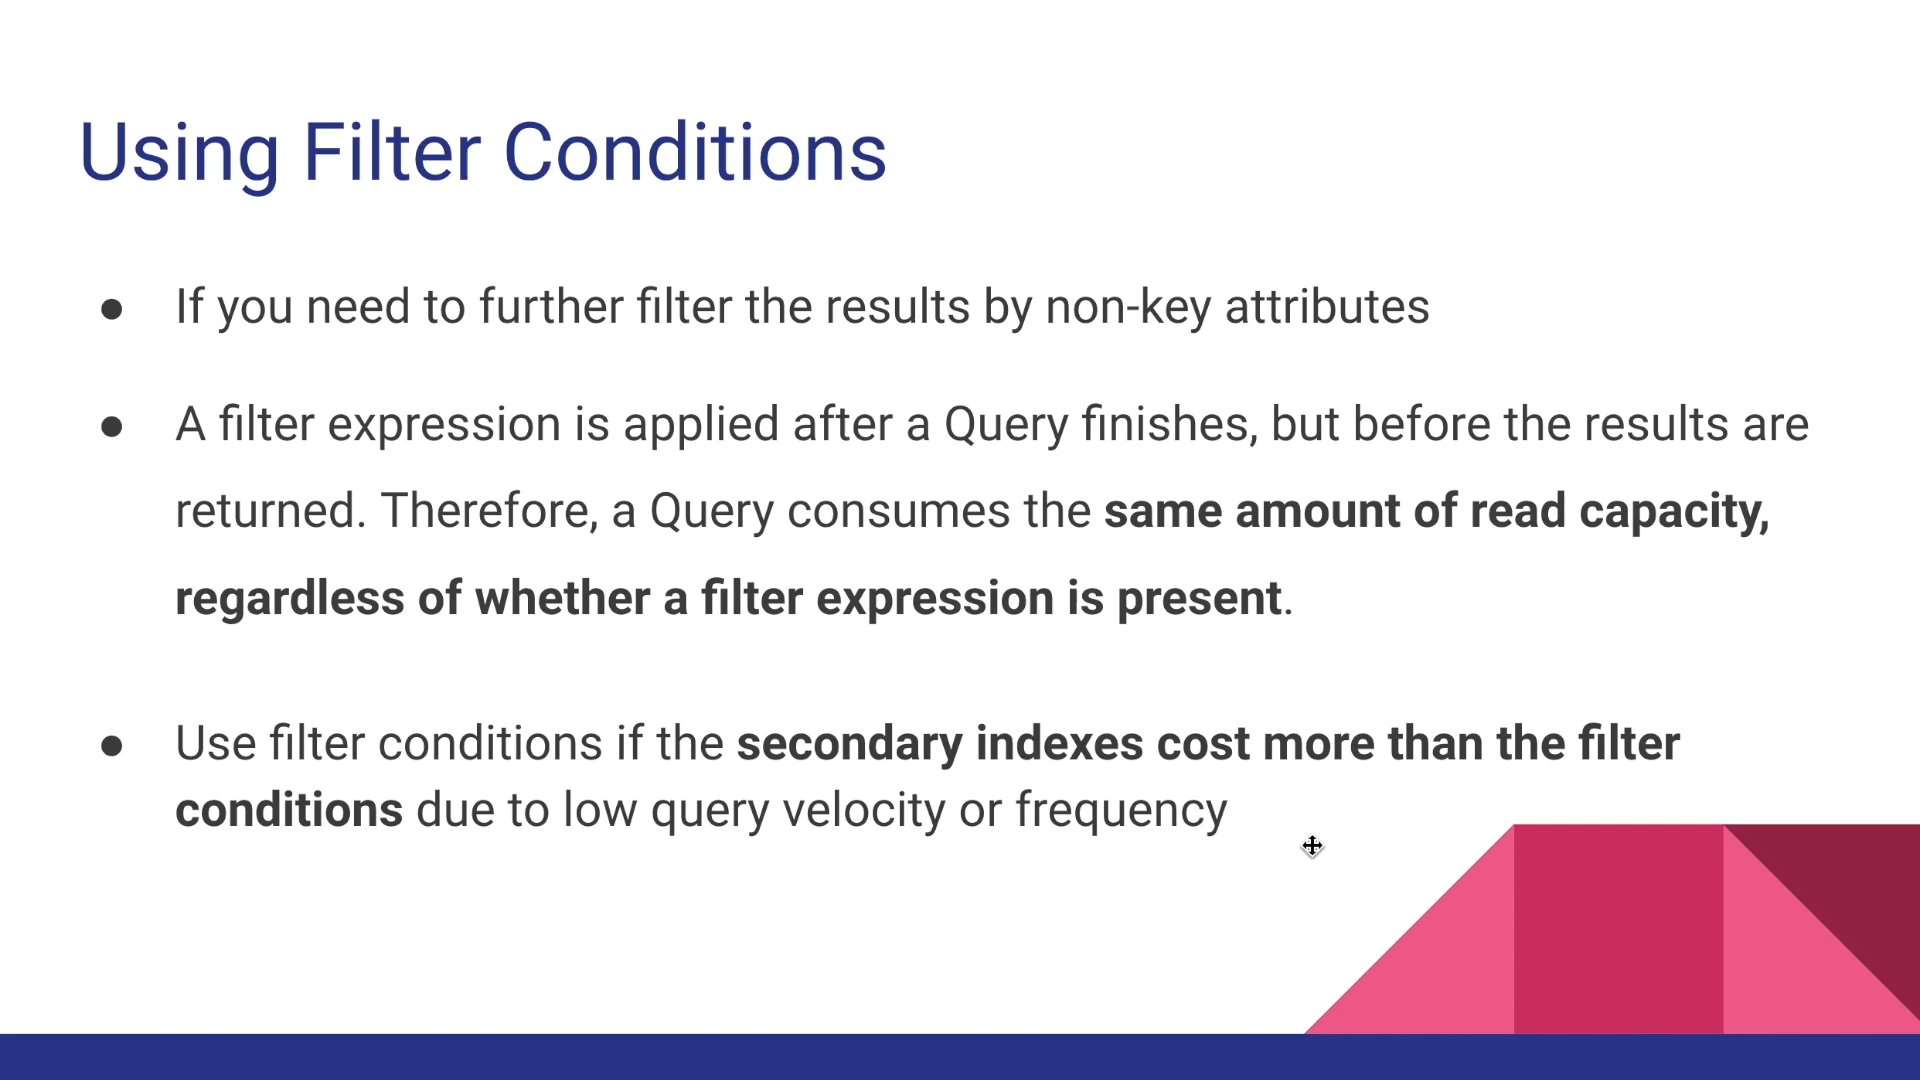 Using Filter Conditions
● If you need to further filter the results by non-key attributes
● A filter expression is applied after a Query finishes, but before the results are
returned. Therefore, a Query consumes the same amount of read capacity,
regardless of whether a filter expression is present.
● Use filter conditions if the secondary indexes cost more than the filter
conditions due to low query velocity or frequency